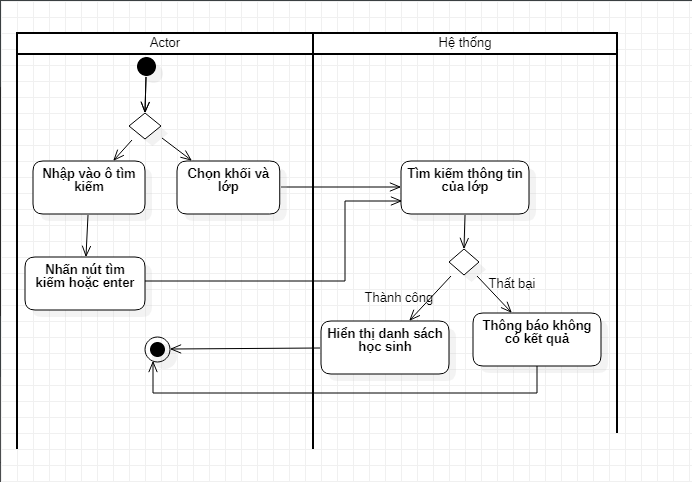 Actor
Hệ thống
Nhập vào ô tìm
kiếm
Chọn khối và
lớp
Tìm kiếm thông tin
của lớp
Nhấn nút tìm
kiếm hoặc enter
Thành công
Thất bại
Hiển thị danh sách
học sinh
Thông báo không
có kết quả